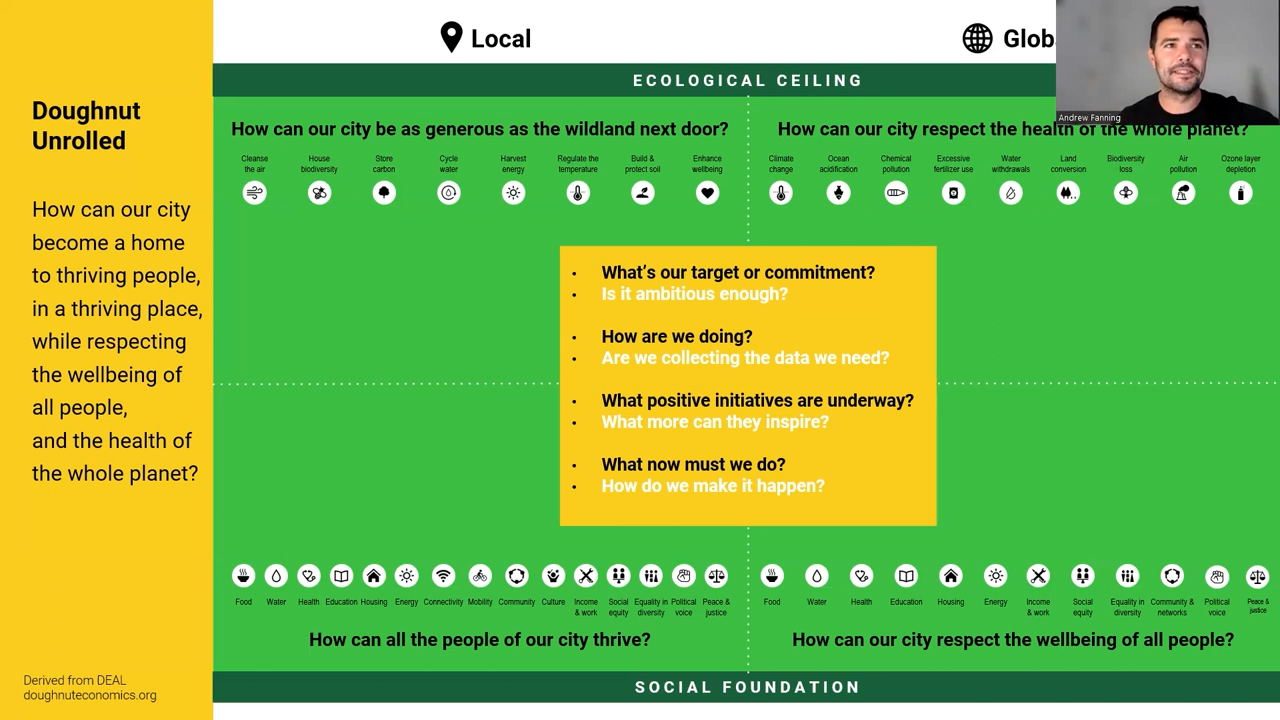 Doughnut
Unrolled
How can our city
become a home
to thriving people,
in a thriving place,
while respecting
the wellbeing of
all people,
and the health of
the whole planet?
Derived from DEAL
doughnuteconomics.org
Local
Glob
Andrew Fanning
ECOLOGICAL CEILING
How can our city be as generous as the wildland next door?
Cleanse
the air
House
biodiversity
Store
carbon
Cycle
water
Harvest
energy
Regulate the
temperature
Build &
protect soil
Enhance
wellbeing
How can our city respect the health of the whole planet?
Climate
change
Ocean
acidification
Chemical
pollution
Excessive
fertilizer use
Water
withdrawals
Land
conversion
Biodiversity
loss
Air
pollution
Ozone layer
depletion
• What's our target or commitment?
• Is it ambitious enough?
• How are we doing?
• Are we collecting the data we need?
• What positive initiatives are underway?
• What more can they inspire?
• What now must we do?
• How do we make it happen?
Food
Water
Health
Education
Housing
Energy
Connectivity
Mobility
Community
Culture
Income
& work
Social
equity
Equality in
diversity
Political
voice
Peace &
justice
How can all the people of our city thrive?
Food
Water
Health
Education
Housing
Energy
Income
& work
Social
equity
Equality in
diversity
Community &
networks
Political
voice
Peace &
justice
How can our city respect the wellbeing of all people?
SOCIAL FOUNDATION